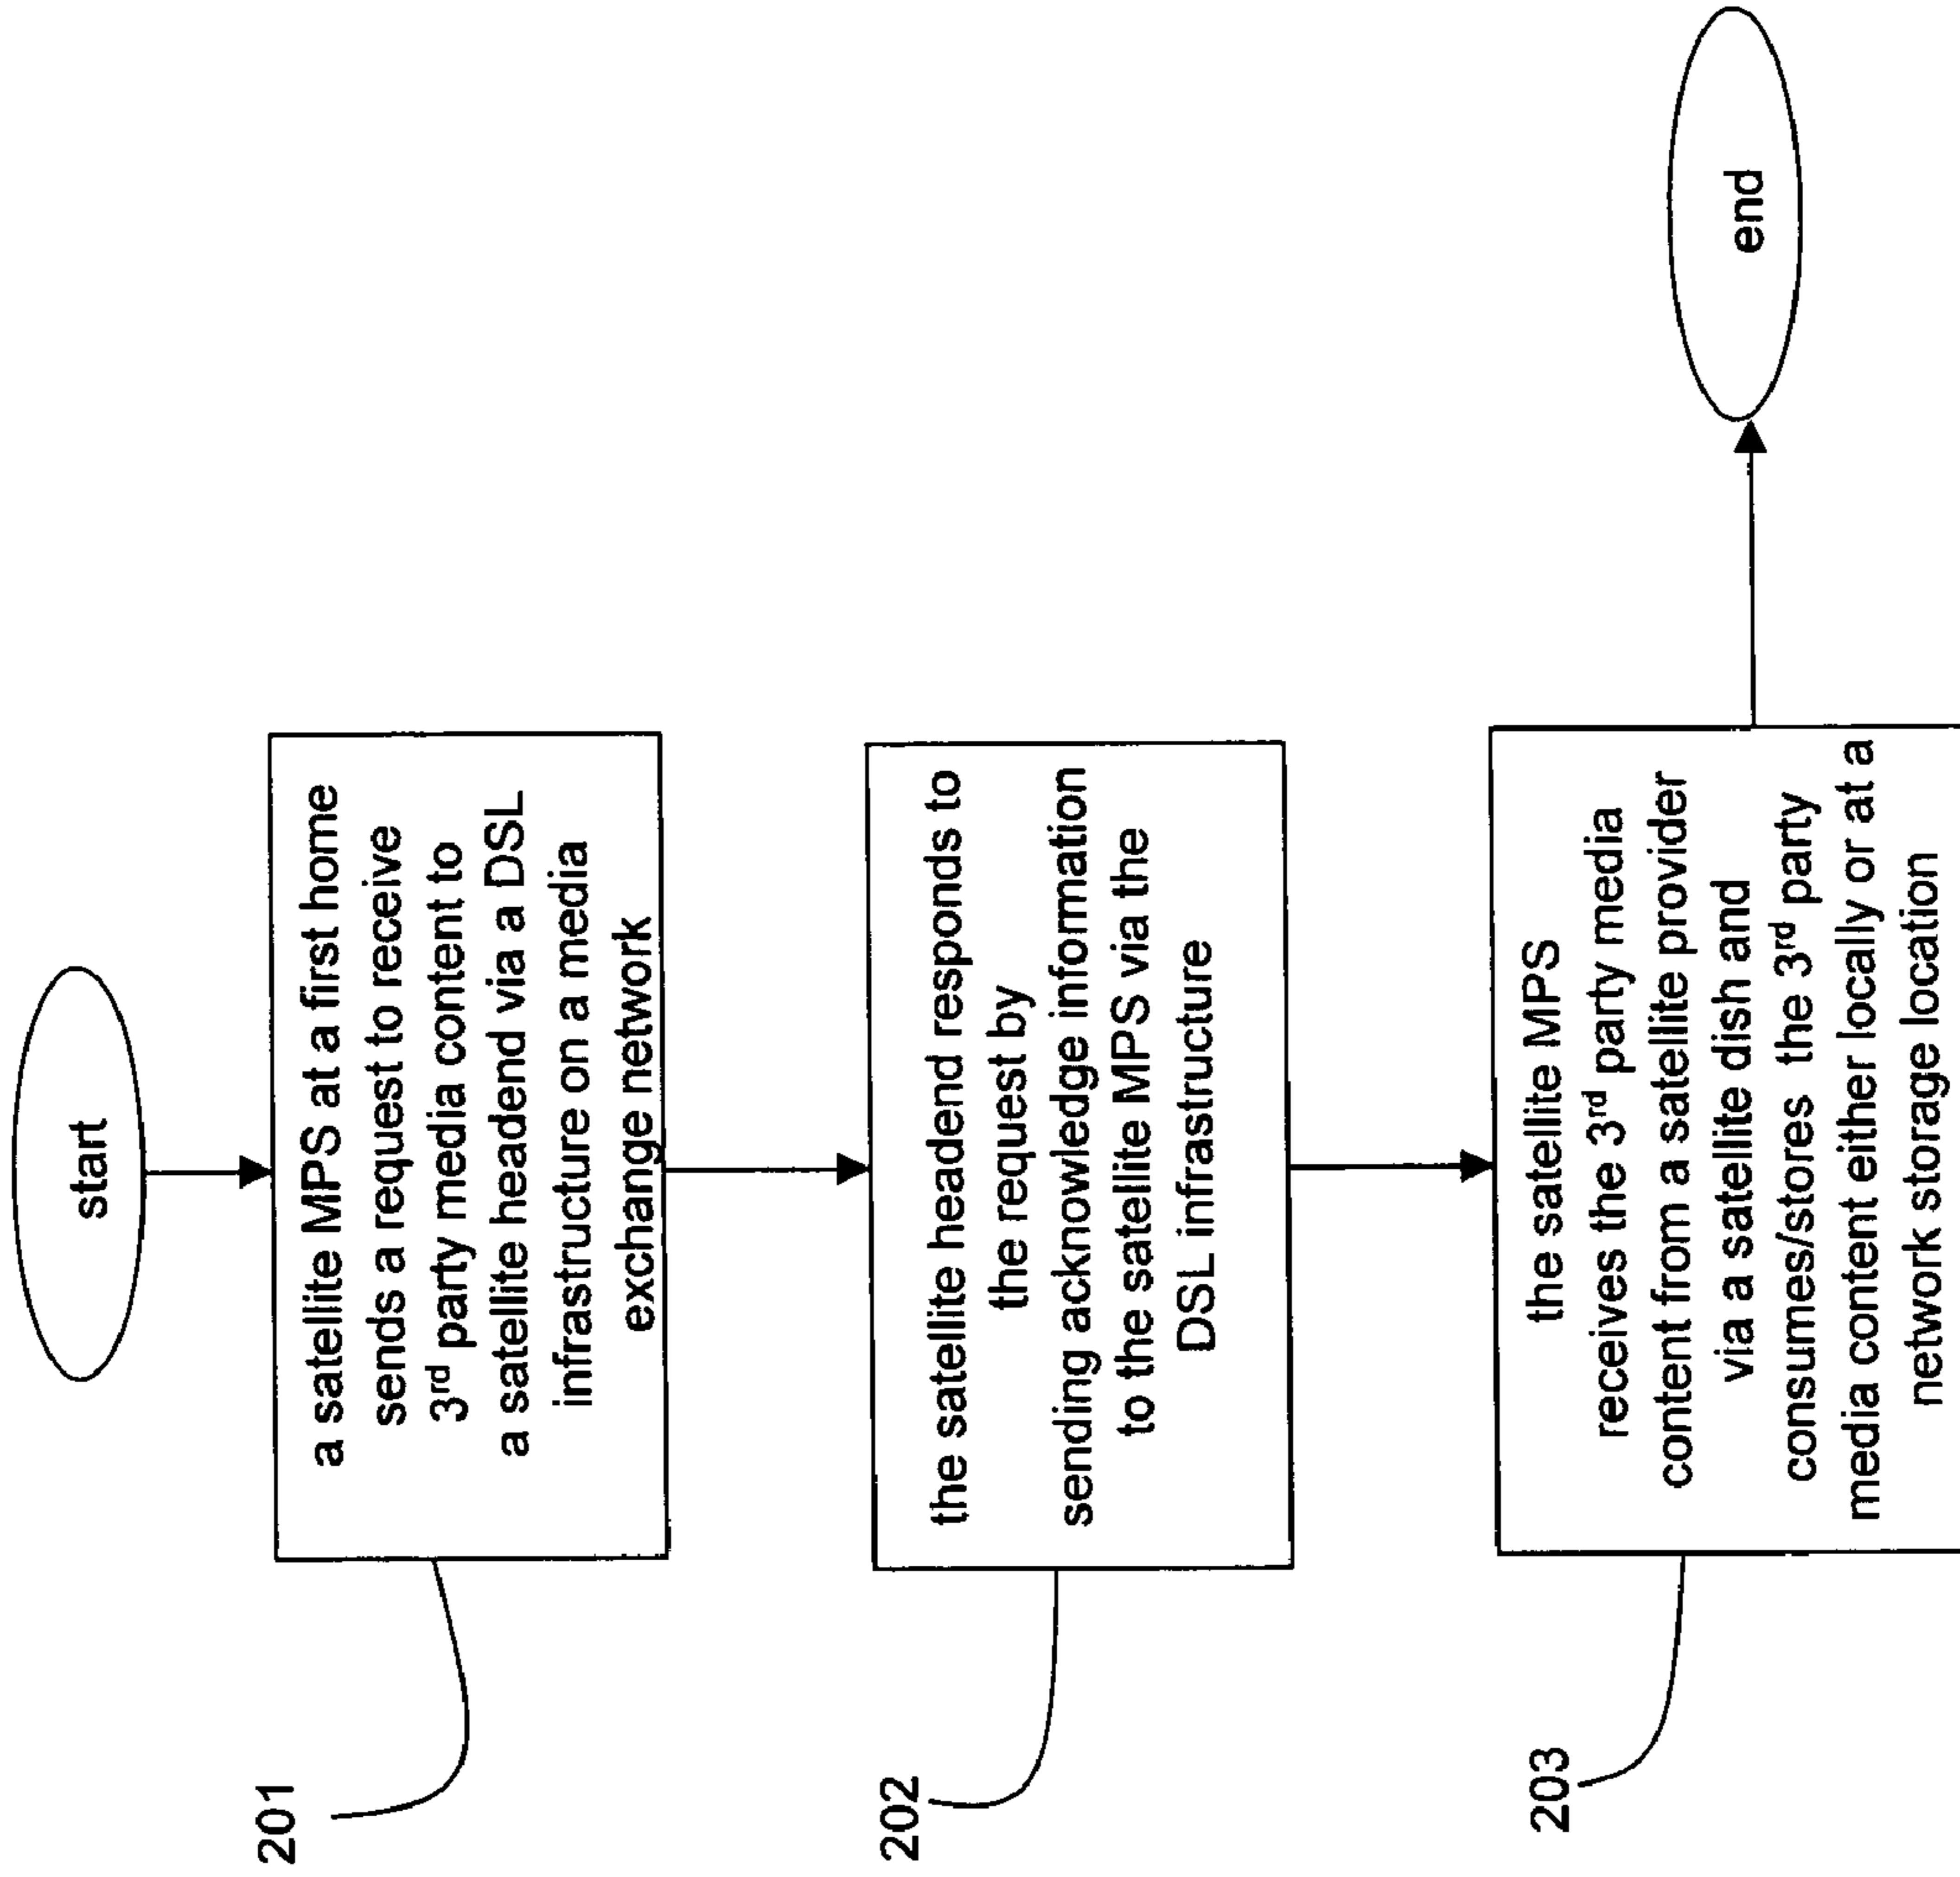 start
201
a satellite MPS at a first home
sends a request to receive
3rd party media content to
a satellite headend via a DSL
infrastructure on a media
exchange network
202
the satellite headend responds to
the request by
sending acknowledge information
to the satellite MPS via the
DSL infrastructure
203
the satellite MPS
receives the 3rd party media
content from a satellite provider
via a satellite dish and
consumes/stores the 3rd party
media content either locally or at a
network storage location
end